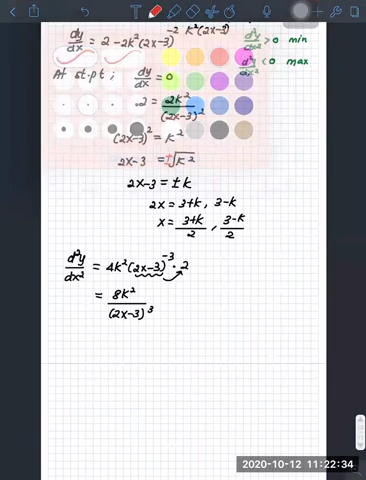 -2 k²(2x-3)
dy/dx = 2 - 2k²(2x-3)
d²y/dx² > 0 min
d²y/dx² < 0 max
At st.pt ; dy/dx = 0
2 = 2k²/(2x-3)²
(2x-3)² = k²
2x-3 = ±√k²
2x-3 = ± k
2x = 3+k , 3-k
x = 3+k/2 , 3-k/2
d²y/dx² = 4k²(2x-3)⁻³ · 2
= 8k²/(2x-3)³
2020-10-12 11:22:34